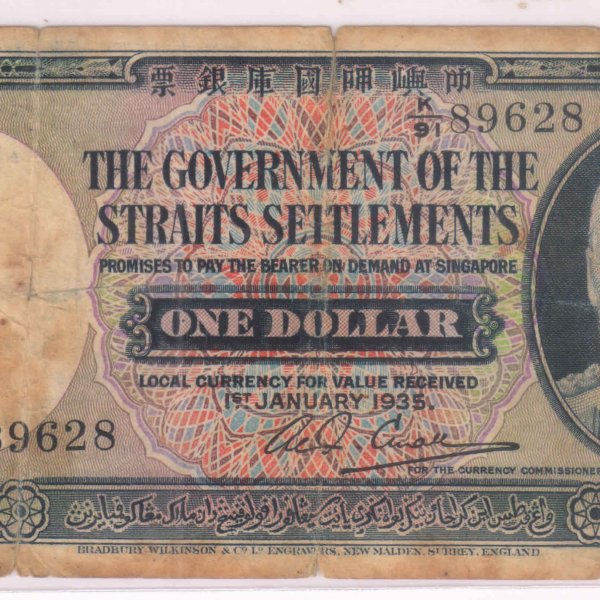 叻嶼呷國庫銀票
K/91 89628
THE GOVERNMENT OF THE
STRAITS SETTLEMENTS
PROMISES TO PAY THE BEARER ON DEMAND AT SINGAPORE
ONE DOLLAR
LOCAL CURRENCY FOR VALUE RECEIVED
1ST JANUARY 1935.
89628
FOR THE CURRENCY COMMISSIONER
BRADBURY, WILKINSON & Co. Ld. ENGRAVERS, NEW MALDEN, SURREY, ENGLAND